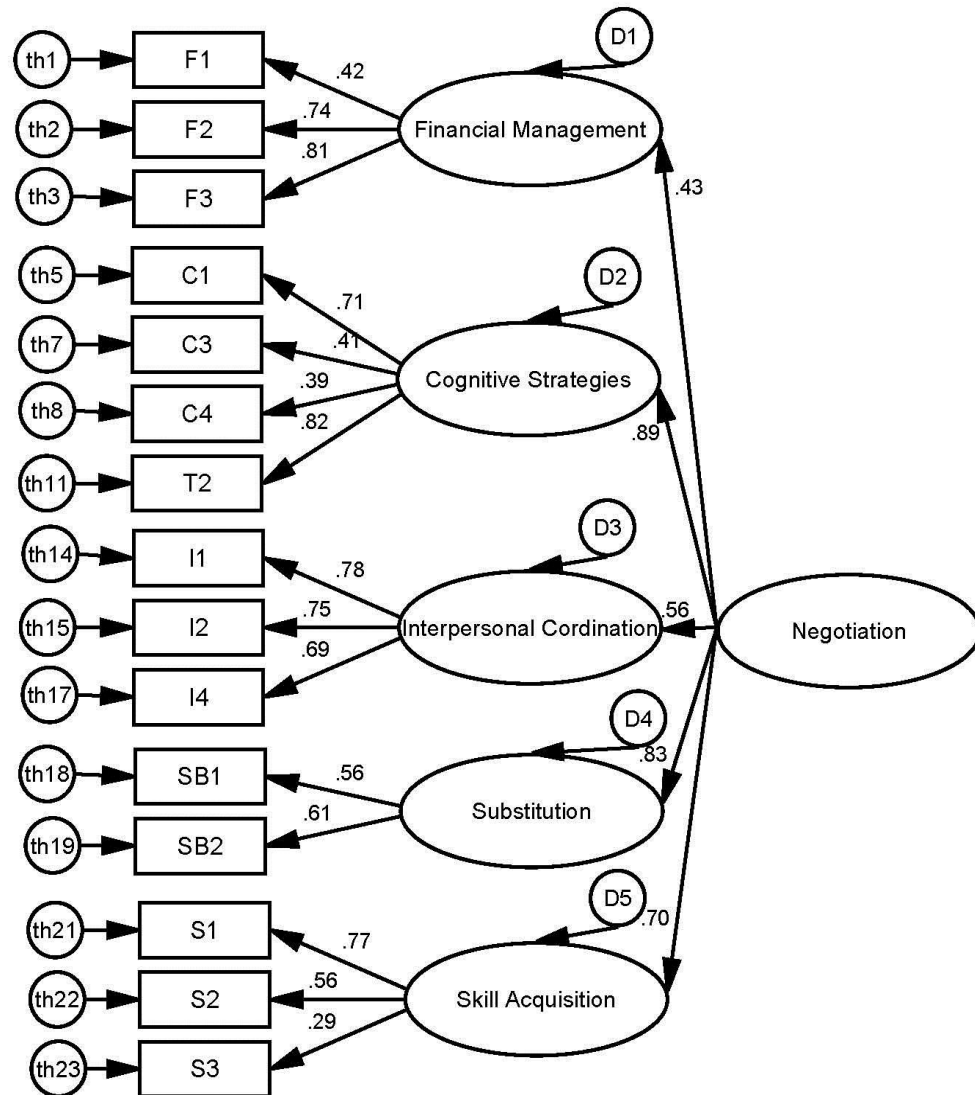 D1
th1
F1
.42
th2
F2
.74
Financial Management
th3
F3
.81
.43
th5
C1
D2
.71
th7
C3
.41
Cognitive Strategies
th8
C4
.39
.89
th11
T2
.82
D3
th14
I1
.78
th15
I2
.75
Interpersonal Cordination
.56
Negotiation
th17
I4
.69
D4
th18
SB1
.56
.83
th19
SB2
.61
Substitution
D5
th21
S1
.77
.70
th22
S2
.56
Skill Acquisition
th23
S3
.29